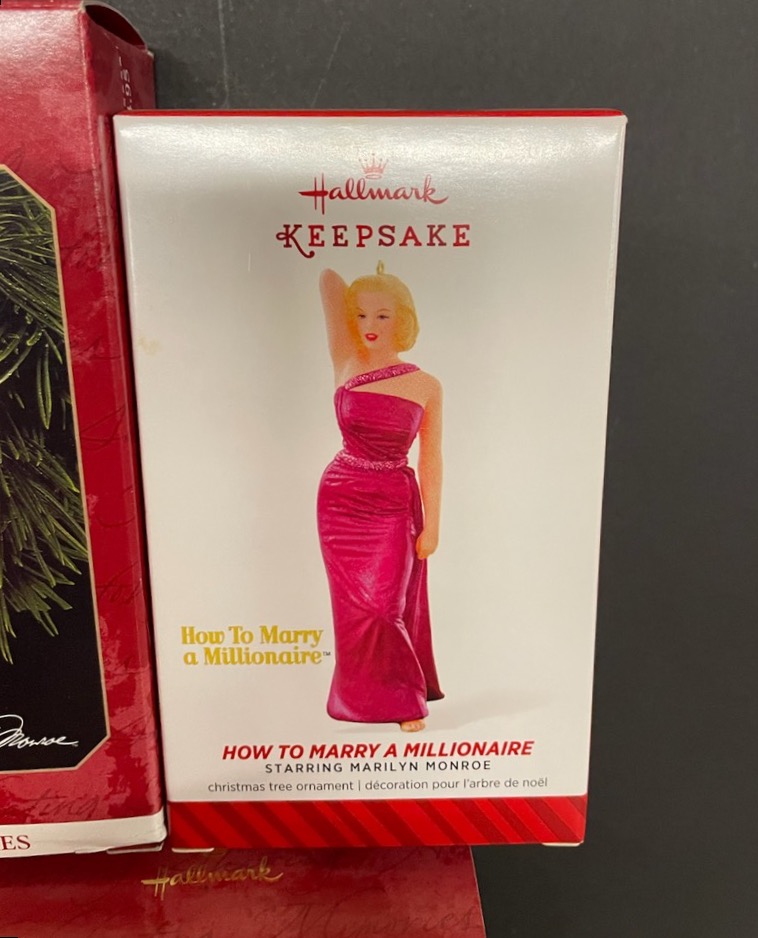 Hallmark
KEEPSAKE
How To Marry
a Millionaire™
HOW TO MARRY A MILLIONAIRE
STARRING MARILYN MONROE
christmas tree ornament | décoration pour l'arbre de noël
Monroe
ES
Hallmark